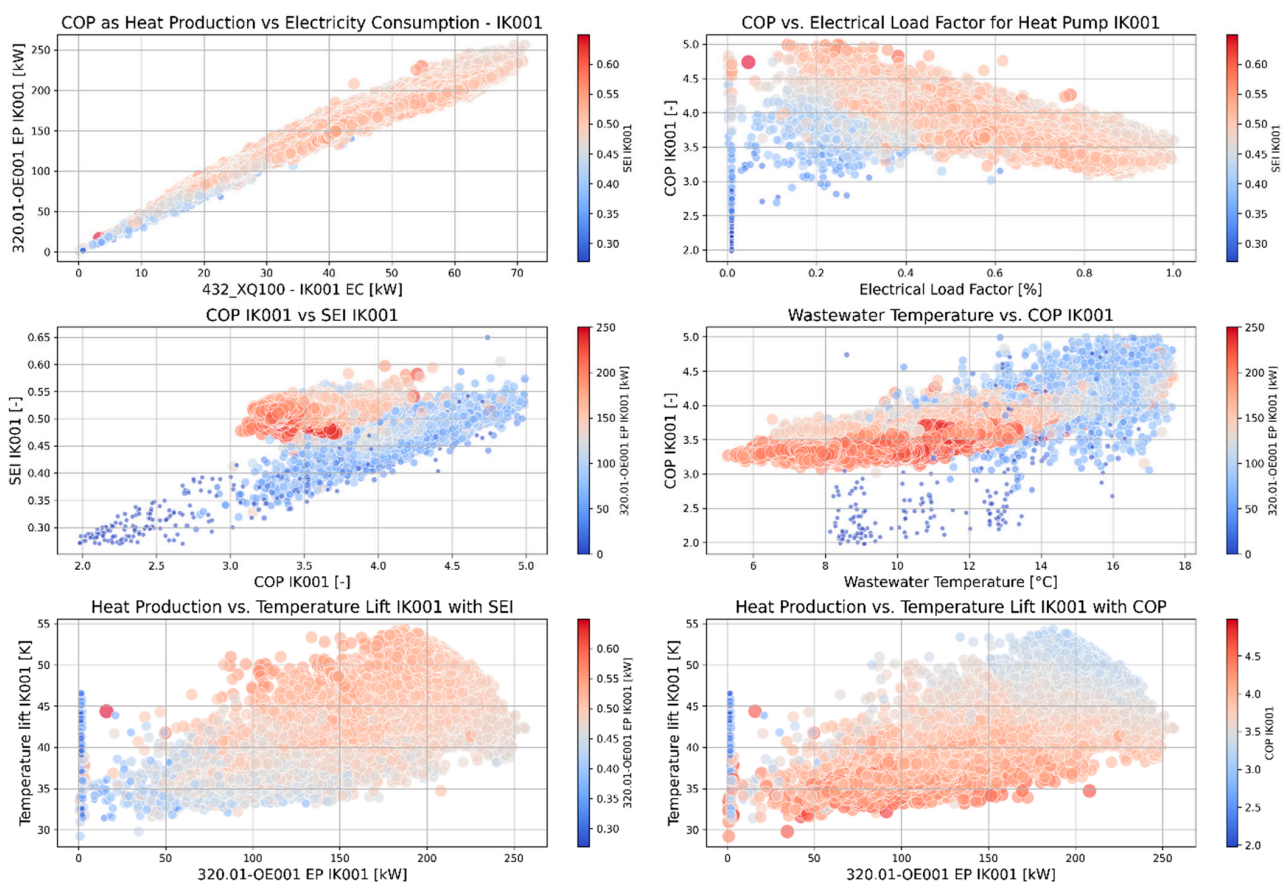 COP as Heat Production vs Electricity Consumption - IK001
320.01-OE001 EP IK001 [kW]
250
200
150
100
50
0
0 10 20 30 40 50 60 70
432_XQ100 - IK001 EC [kW]
0.60
0.55
0.50
0.45
0.40
0.35
0.30
SEI IK001
COP vs. Electrical Load Factor for Heat Pump IK001
COP IK001 [-]
5.0
4.5
4.0
3.5
3.0
2.5
2.0
0.0 0.2 0.4 0.6 0.8 1.0
Electrical Load Factor [%]
0.60
0.55
0.50
0.45
0.40
0.35
0.30
SEI IK001
COP IK001 vs SEI IK001
SEI IK001 [-]
0.65
0.60
0.55
0.50
0.45
0.40
0.35
0.30
2.0 2.5 3.0 3.5 4.0 4.5 5.0
COP IK001 [-]
250
200
150
100
50
0
320.01-OE001 EP IK001 [kW]
Wastewater Temperature vs. COP IK001
COP IK001 [-]
5.0
4.5
4.0
3.5
3.0
2.5
2.0
6 8 10 12 14 16 18
Wastewater Temperature [°C]
250
200
150
100
50
0
320.01-OE001 EP IK001 [kW]
Heat Production vs. Temperature Lift IK001 with SEI
Temperature lift IK001 [K]
55
50
45
40
35
30
0 50 100 150 200 250
320.01-OE001 EP IK001 [kW]
0.60
0.55
0.50
0.45
0.40
0.35
0.30
320.01-OE001 EP IK001 [kW]
Heat Production vs. Temperature Lift IK001 with COP
Temperature lift IK001 [K]
55
50
45
40
35
30
0 50 100 150 200 250
320.01-OE001 EP IK001 [kW]
4.5
4.0
3.5
3.0
2.5
2.0
COP IK001